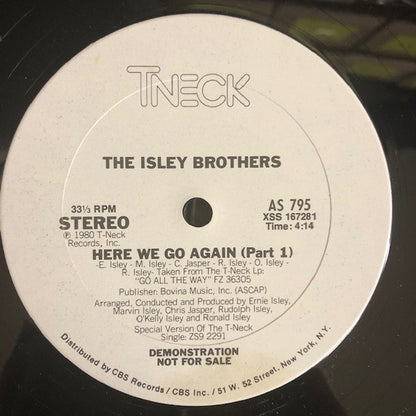 TNECK
THE ISLEY BROTHERS
33⅓ RPM
STEREO
℗ 1980 T-Neck
Records, Inc.
AS 795
XSS 167281
Time: 4:14
HERE WE GO AGAIN (Part 1)
-E. Isley - M. Isley - C. Jasper - R. Isley - O. Isley -
R. Isley- Taken From The T-Neck Lp:
"GO ALL THE WAY" FZ 36305
Publisher: Bovina Music, Inc. (ASCAP)
Arranged, Conducted and Produced by Ernie Isley,
Marvin Isley, Chris Jasper, Rudolph Isley,
O'Kelly Isley and Ronald Isley
Special Version Of The T-Neck
Single: ZS9 2291
DEMONSTRATION
NOT FOR SALE
Distributed by CBS Records / CBS Inc. / 51 W. 52 Street, New York, N.Y.